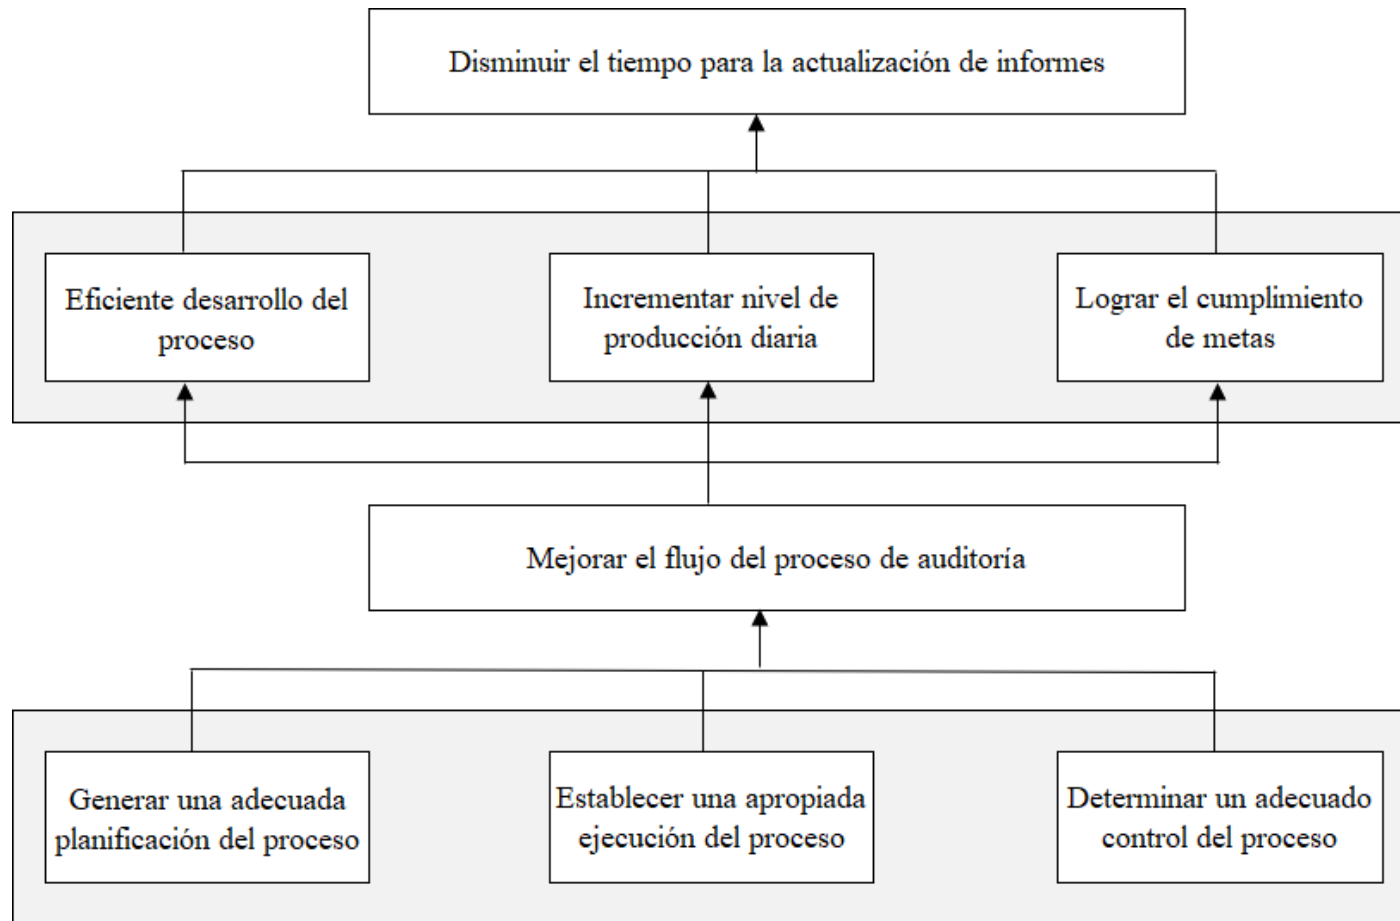 Disminuir el tiempo para la actualización de informes
Eficiente desarrollo del
proceso
Incrementar nivel de
producción diaria
Lograr el cumplimiento
de metas
Mejorar el flujo del proceso de auditoría
Generar una adecuada
planificación del proceso
Establecer una apropiada
ejecución del proceso
Determinar un adecuado
control del proceso